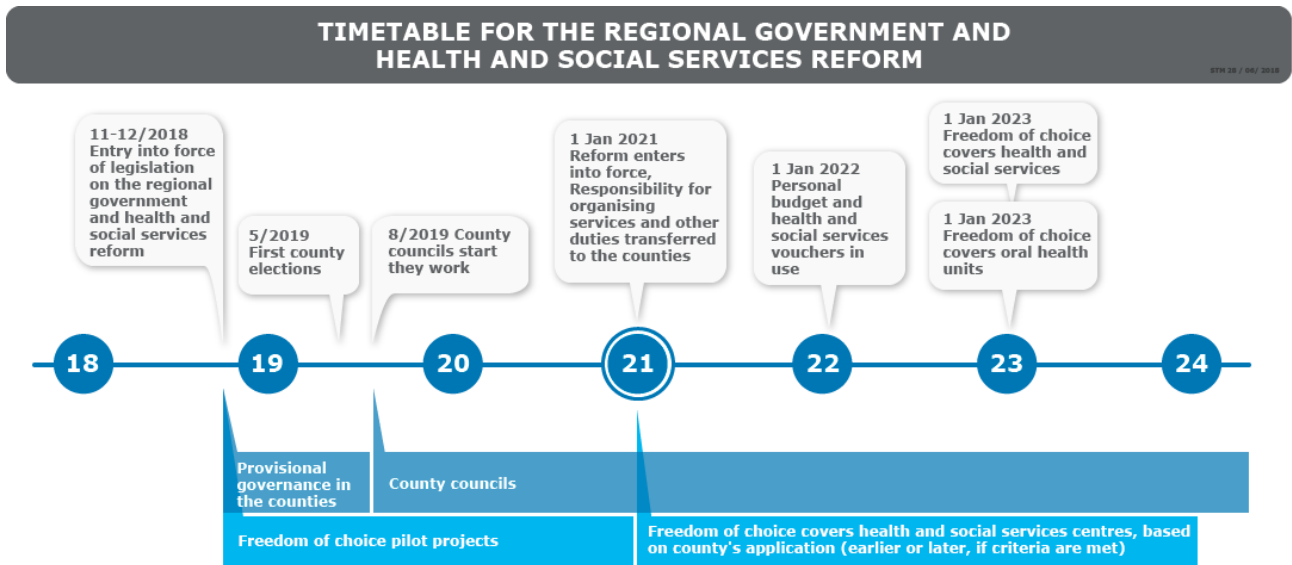 TIMETABLE FOR THE REGIONAL GOVERNMENT AND
HEALTH AND SOCIAL SERVICES REFORM
STM 28 / 06/ 2018
11-12/2018
Entry into force
of legislation
on the regional
government
and health and
social services
reform
5/2019
First county
elections
8/2019 County
councils start
they work
1 Jan 2021
Reform enters
into force,
Responsibility for
organising
services and other
duties transferred
to the counties
1 Jan 2022
Personal
budget and
health and
social services
vouchers in
use
1 Jan 2023
Freedom of choice
covers health and
social services
1 Jan 2023
Freedom of choice
covers oral health
units
18
19
20
21
22
23
24
Provisional
governance in
the counties
County councils
Freedom of choice pilot projects
Freedom of choice covers health and social services centres, based
on county's application (earlier or later, if criteria are met)